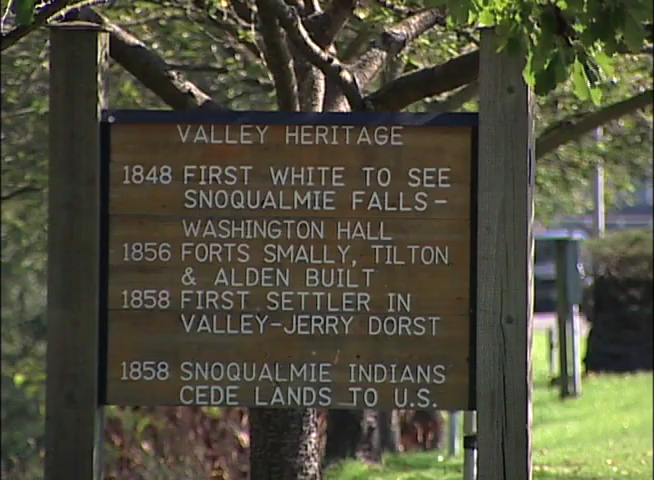 VALLEY HERITAGE
1848 FIRST WHITE TO SEE
SNOQUALMIE FALLS-
WASHINGTON HALL
1856 FORTS SMALLY, TILTON
& ALDEN BUILT
1858 FIRST SETTLER IN
VALLEY-JERRY DORST
1858 SNOQUALMIE INDIANS
CEDE LANDS TO U.S.